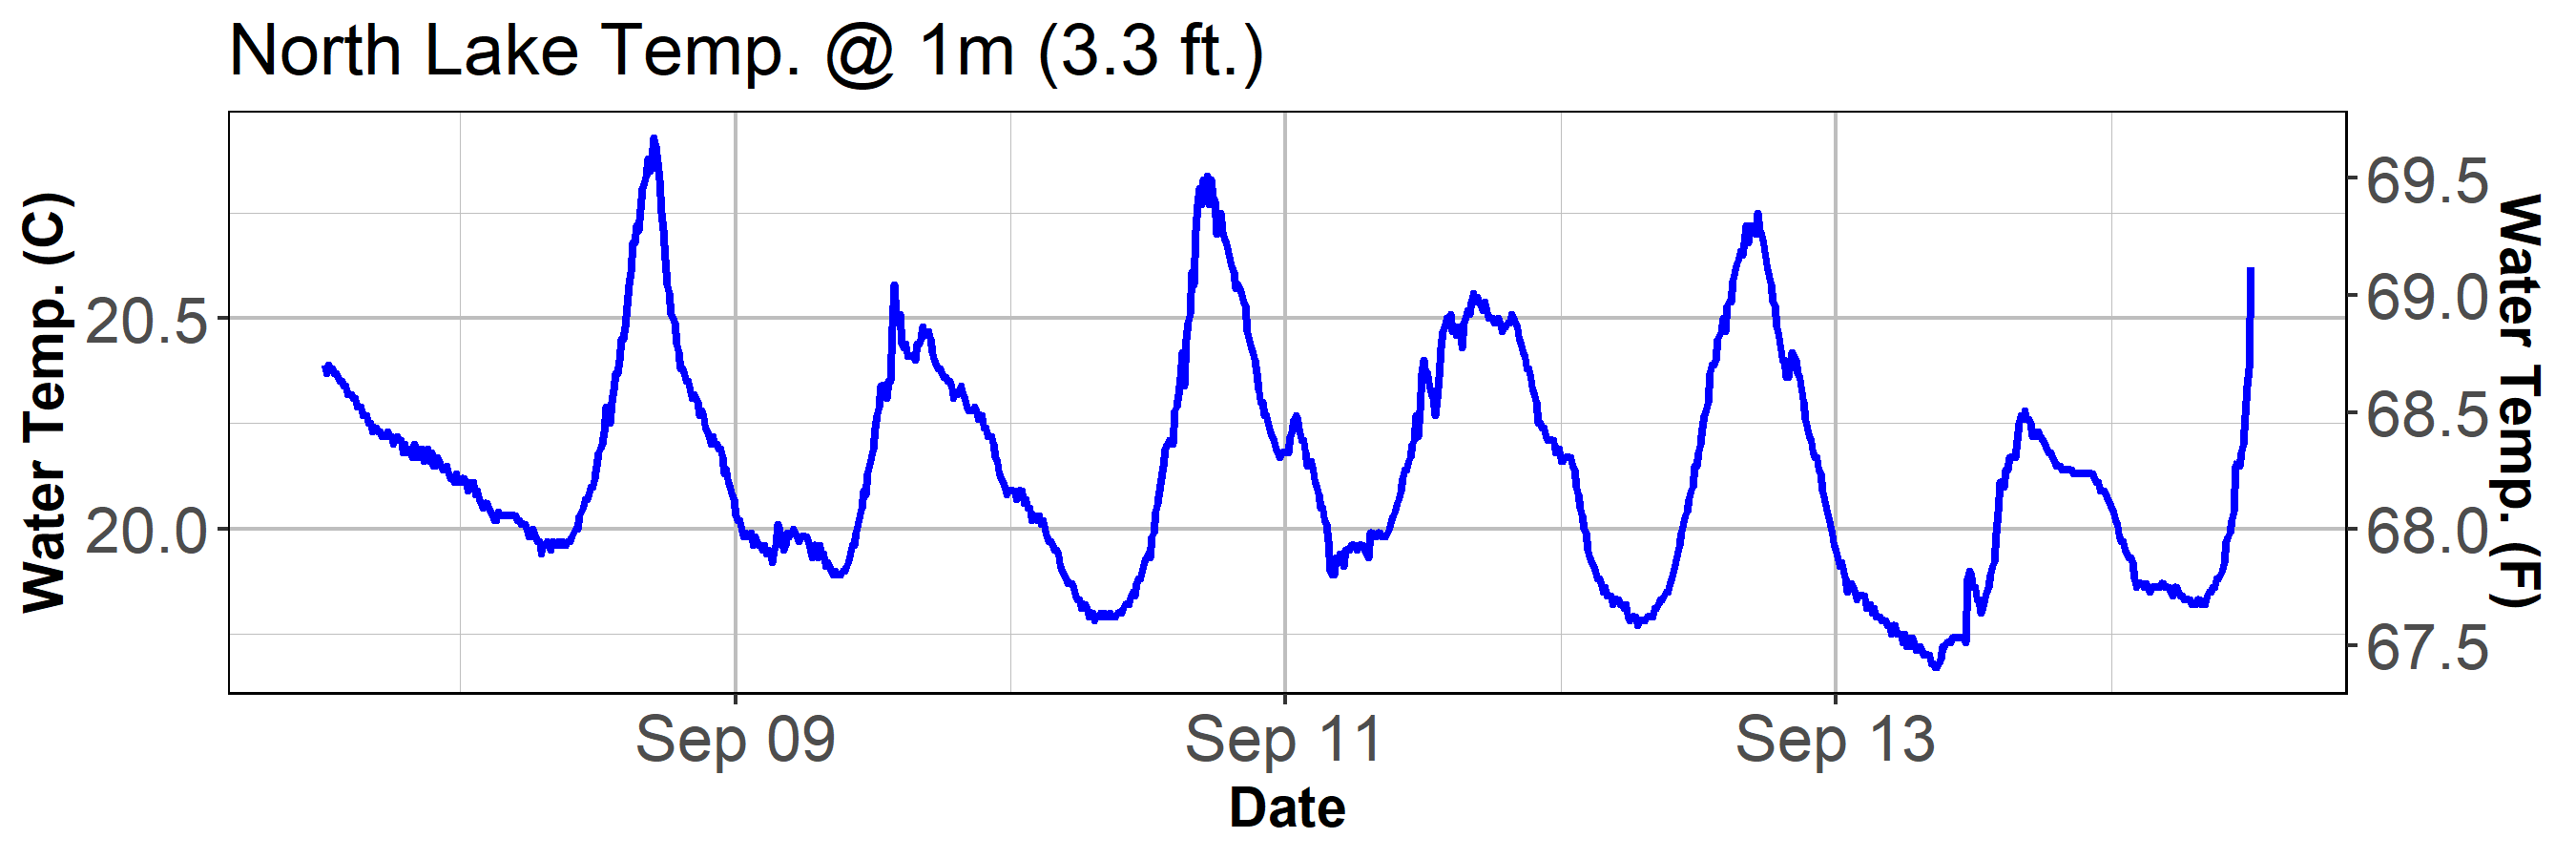 North Lake Temp. @ 1m (3.3 ft.)
Water Temp. (C)
20.5
20.0
69.5
69.0
68.5
68.0
67.5
Water Temp. (F)
Sep 09
Sep 11
Sep 13
Date